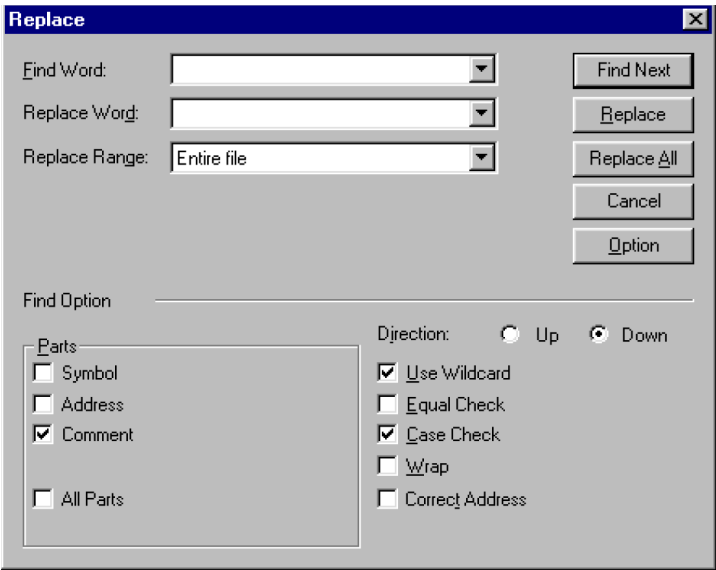 Replace
Find Word:
Find Next
Replace Word:
Replace
Replace Range: Entire file
Replace All
Cancel
Option
Find Option
Direction: Up Down
Parts
Symbol
Use Wildcard
Address
Equal Check
Comment
Case Check
Wrap
All Parts
Correct Address